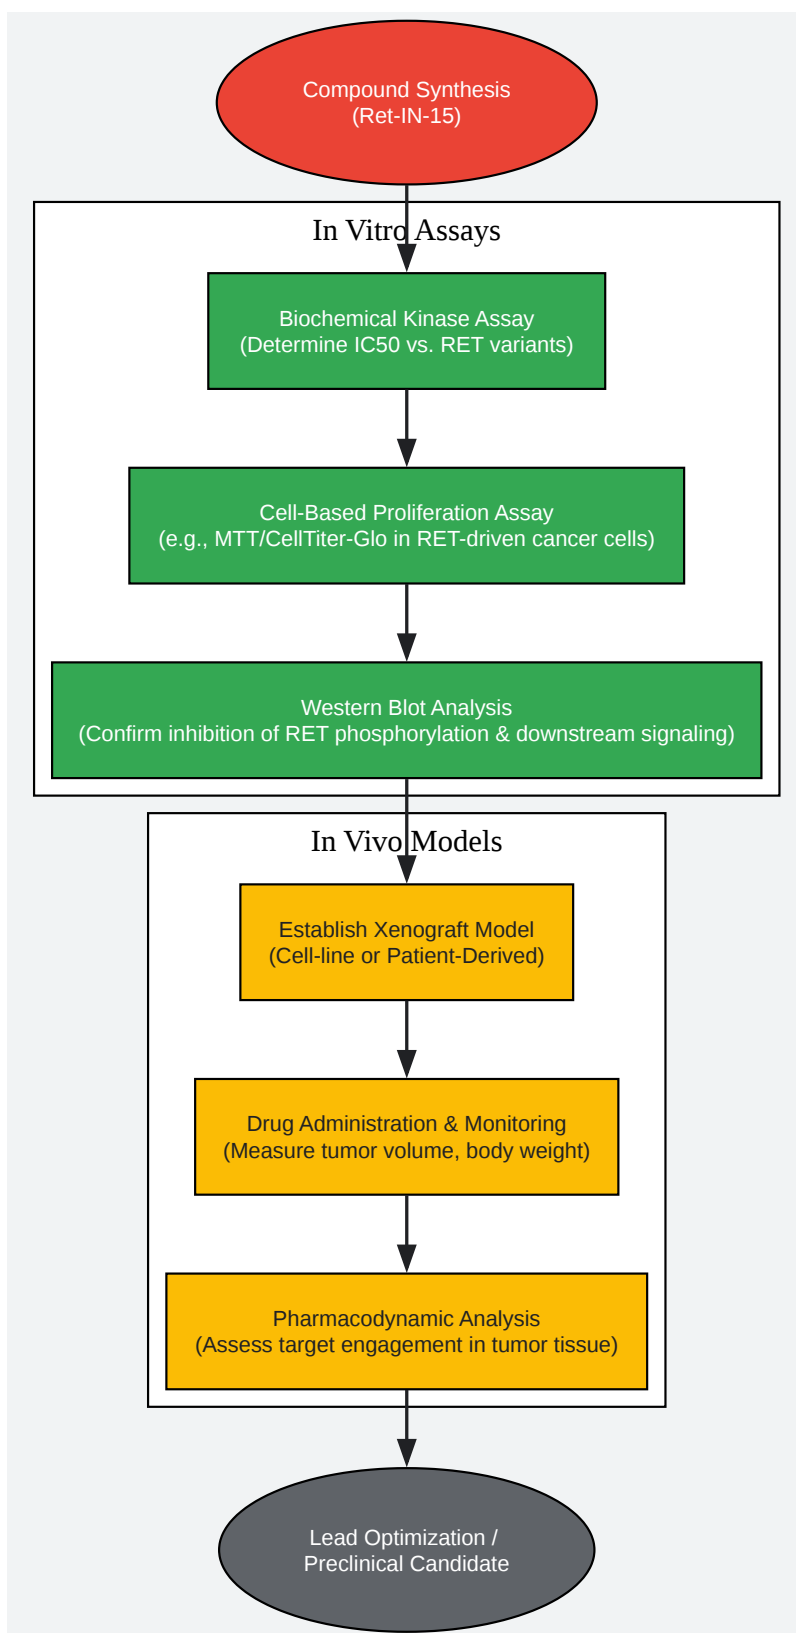 Compound Synthesis
(Ret-IN-15)
In Vitro Assays
Biochemical Kinase Assay
(Determine IC50 vs. RET variants)
Cell-Based Proliferation Assay
(e.g., MTT/CellTiter-Glo in RET-driven cancer cells)
Western Blot Analysis
(Confirm inhibition of RET phosphorylation & downstream signaling)
In Vivo Models
Establish Xenograft Model
(Cell-line or Patient-Derived)
Drug Administration & Monitoring
(Measure tumor volume, body weight)
Pharmacodynamic Analysis
(Assess target engagement in tumor tissue)
Lead Optimization /
Preclinical Candidate